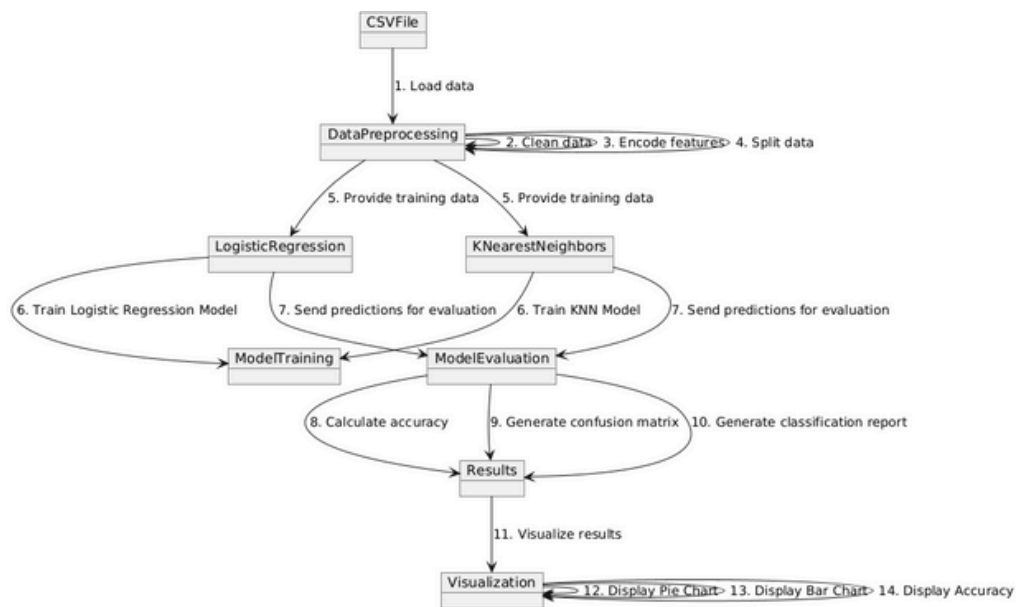 CSVFile
1. Load data
DataPreprocessing
2. Clean data
3. Encode features
4. Split data
5. Provide training data
5. Provide training data
LogisticRegression
KNearestNeighbors
6. Train Logistic Regression Model
7. Send predictions for evaluation
6. Train KNN Model
7. Send predictions for evaluation
ModelTraining
ModelEvaluation
8. Calculate accuracy
9. Generate confusion matrix
10. Generate classification report
Results
11. Visualize results
Visualization
12. Display Pie Chart
13. Display Bar Chart
14. Display Accuracy